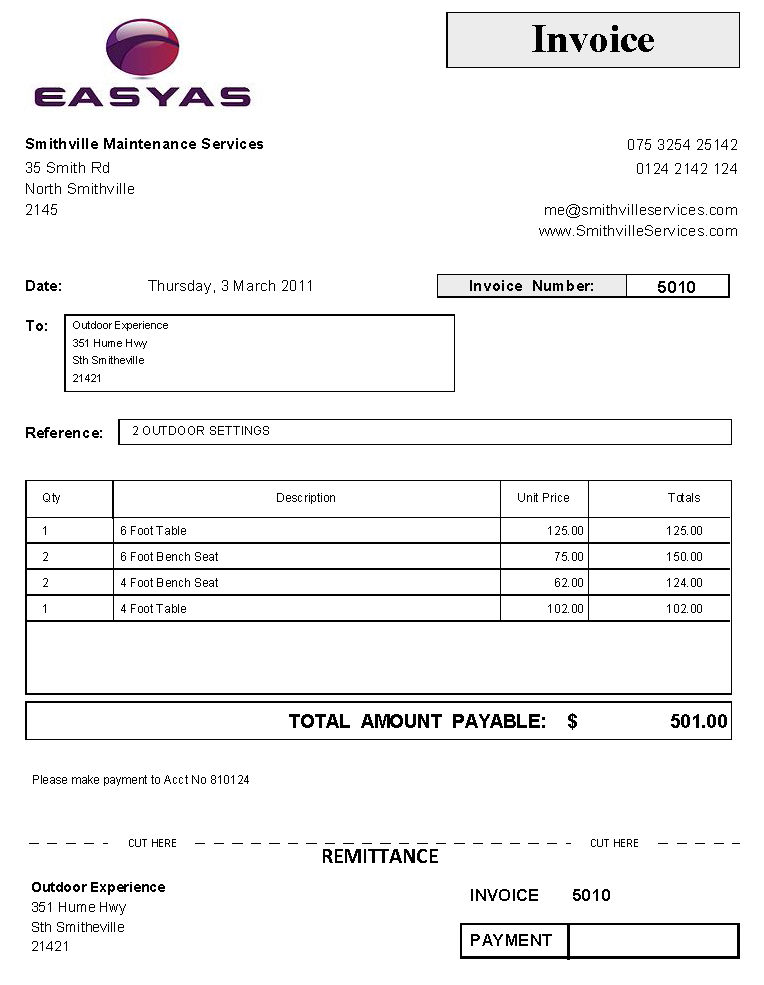 EASYAS
Invoice
Smithville Maintenance Services
35 Smith Rd
North Smithville
2145
075 3254 25142
0124 2142 124
me@smithvilleservices.com
www.SmithvilleServices.com
Date: Thursday, 3 March 2011
Invoice Number: 5010
To: Outdoor Experience
351 Hume Hwy
Sth Smitheville
21421
Reference: 2 OUTDOOR SETTINGS
Qty Description Unit Price Totals
1 6 Foot Table 125.00 125.00
2 6 Foot Bench Seat 75.00 150.00
2 4 Foot Bench Seat 62.00 124.00
1 4 Foot Table 102.00 102.00
TOTAL AMOUNT PAYABLE: $ 501.00
Please make payment to Acct No 810124
CUT HERE CUT HERE
REMITTANCE
Outdoor Experience
351 Hume Hwy
Sth Smitheville
21421
INVOICE 5010
PAYMENT